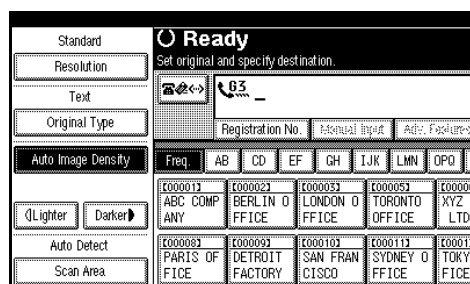 Standard
Resolution
Text
Original Type
Auto Image Density
Lighter Darker
Auto Detect
Scan Area
Ready
Set original and specify destination.
G3 _
Registration No. Manual Input Adv. Features
Freq. AB CD EF GH IJK LMN OPQ
[00001] [00002] [00003] [00005] [0000
ABC COMP BERLIN O LONDON O TORONTO XYZ
ANY FFICE FFICE OFFICE LTD
[00008] [00009] [00010] [00011] [0001
PARIS OF DETROIT SAN FRAN SYDNEY O TOKY
FICE FACTORY CISCO FFICE FICE